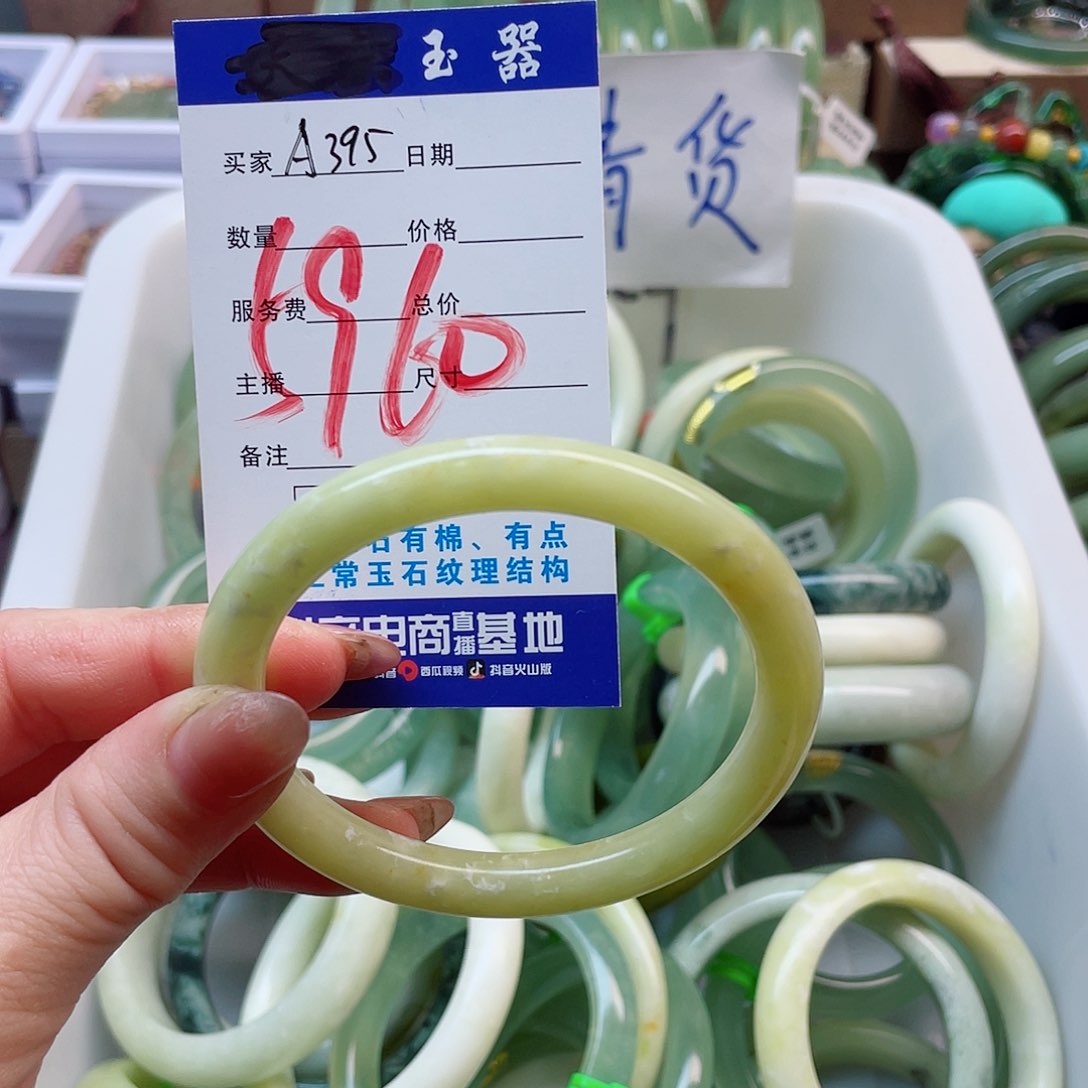 玉器
青货
买家 A395 日期
数量 价格
服务费 总价
主播 尺寸
备注
石有棉、有点
常玉石纹理结构
电商直播基地
西瓜视频 抖音火山版